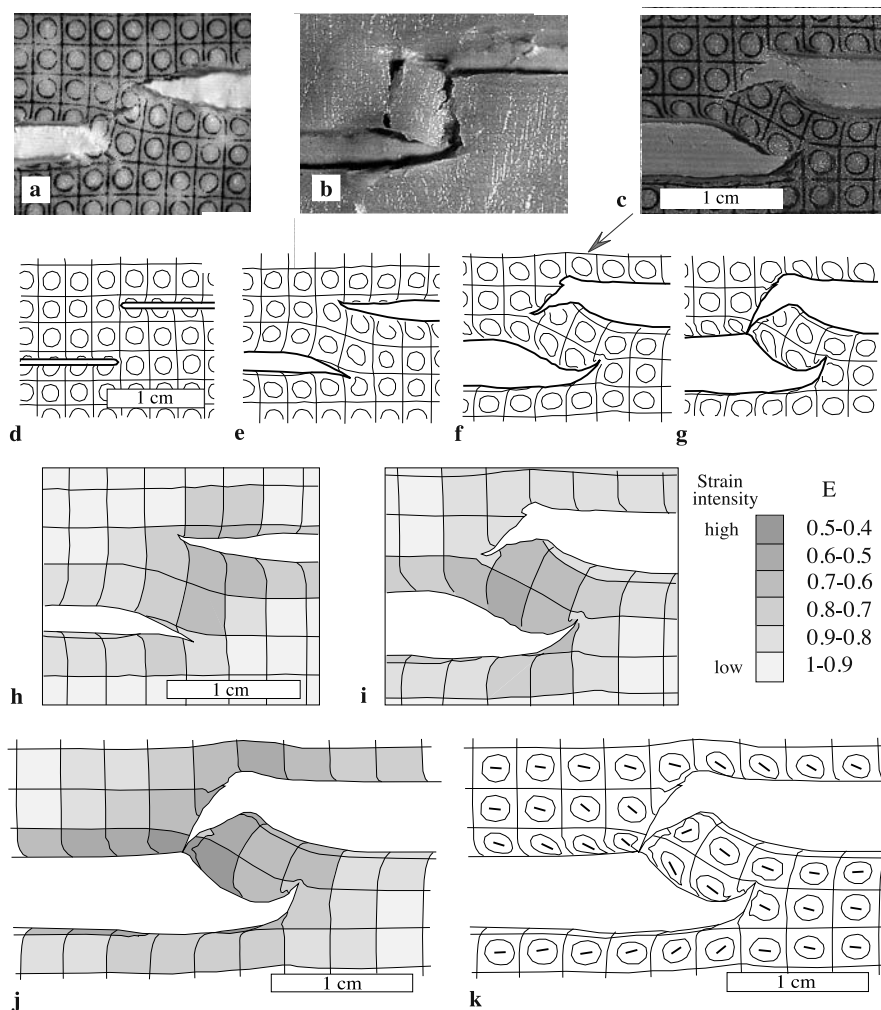 a
b
c
1 cm
d
1 cm
e
f
g
Strain
intensity
E
high
0.5-0.4
0.6-0.5
0.7-0.6
0.8-0.7
0.9-0.8
low
1-0.9
h
1 cm
i
j
1 cm
k
1 cm